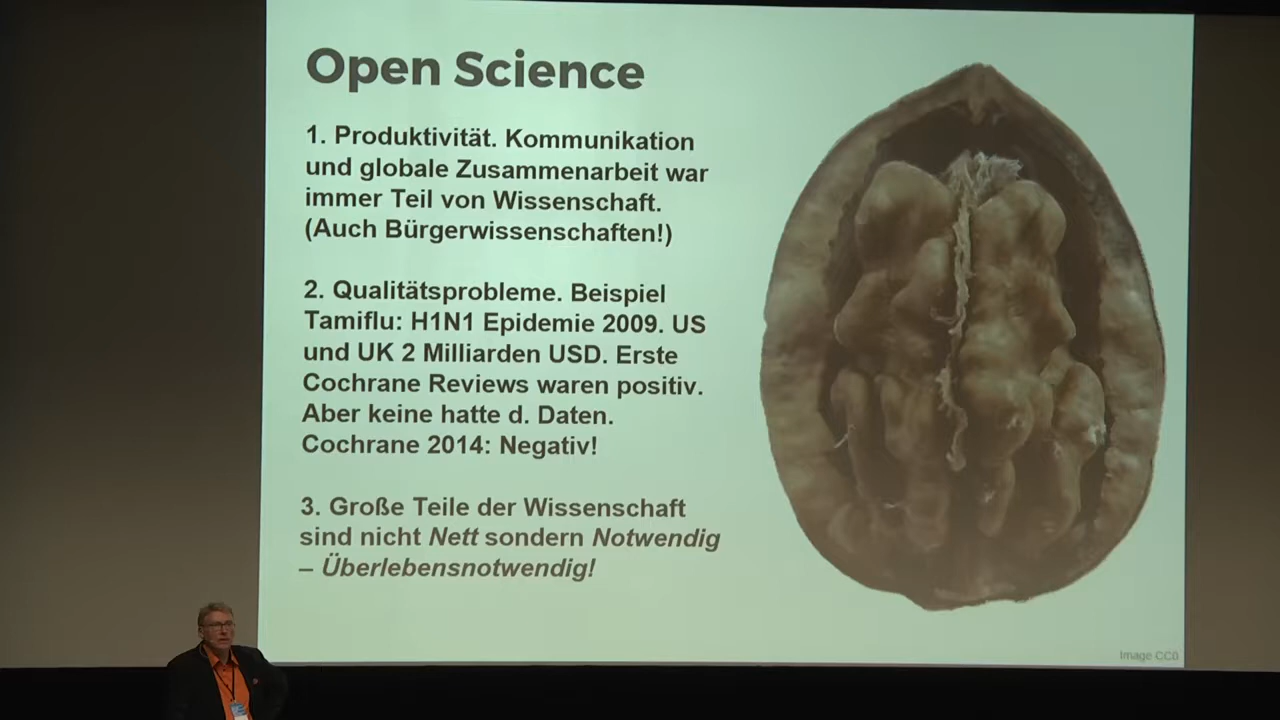 Open Science
1. Produktivität. Kommunikation
und globale Zusammenarbeit war
immer Teil von Wissenschaft.
(Auch Bürgerwissenschaften!)
2. Qualitätsprobleme. Beispiel
Tamiflu: H1N1 Epidemie 2009. US
und UK 2 Milliarden USD. Erste
Cochrane Reviews waren positiv.
Aber keine hatte d. Daten.
Cochrane 2014: Negativ!
3. Große Teile der Wissenschaft
sind nicht Nett sondern Notwendig
– Überlebensnotwendig!
Image CC0